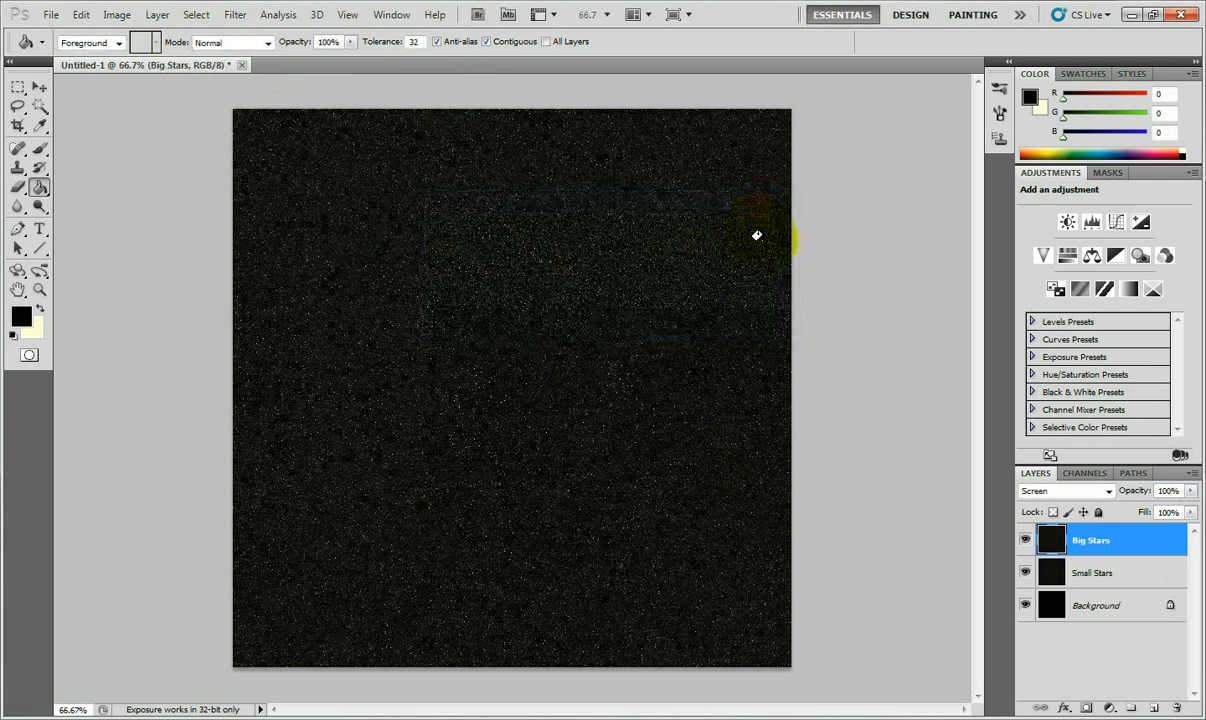 Ps File Edit Image Layer Select Filter Analysis 3D View Window Help Br Mb 66.7 ESSENTIALS DESIGN PAINTING CS Live
Foreground Mode: Normal Opacity: 100% Tolerance: 32 Anti-alias Contiguous All Layers
Untitled-1 @ 66.7% (Big Stars, RGB/8) *
COLOR SWATCHES STYLES
R 0
G 0
B 0
ADJUSTMENTS MASKS
Add an adjustment
Levels Presets
Curves Presets
Exposure Presets
Hue/Saturation Presets
Black & White Presets
Channel Mixer Presets
Selective Color Presets
LAYERS CHANNELS PATHS
Screen Opacity: 100%
Lock: Fill: 100%
Big Stars
Small Stars
Background
fx
66.67% Exposure works in 32-bit only